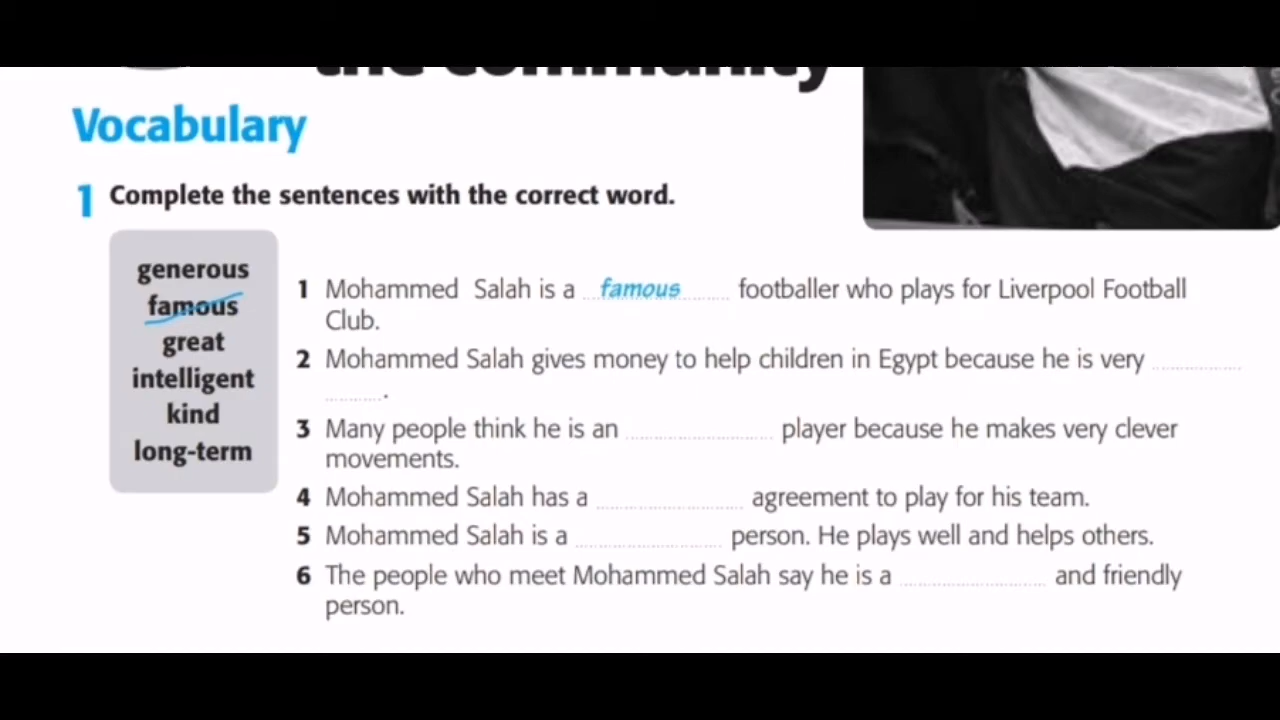 the community
Vocabulary
1 Complete the sentences with the correct word.
generous
famous
great
intelligent
kind
long-term
1 Mohammed Salah is a famous footballer who plays for Liverpool Football
Club.
2 Mohammed Salah gives money to help children in Egypt because he is very ..................
............
3 Many people think he is an .............................. player because he makes very clever
movements.
4 Mohammed Salah has a .............................. agreement to play for his team.
5 Mohammed Salah is a .............................. person. He plays well and helps others.
6 The people who meet Mohammed Salah say he is a .............................. and friendly
person.